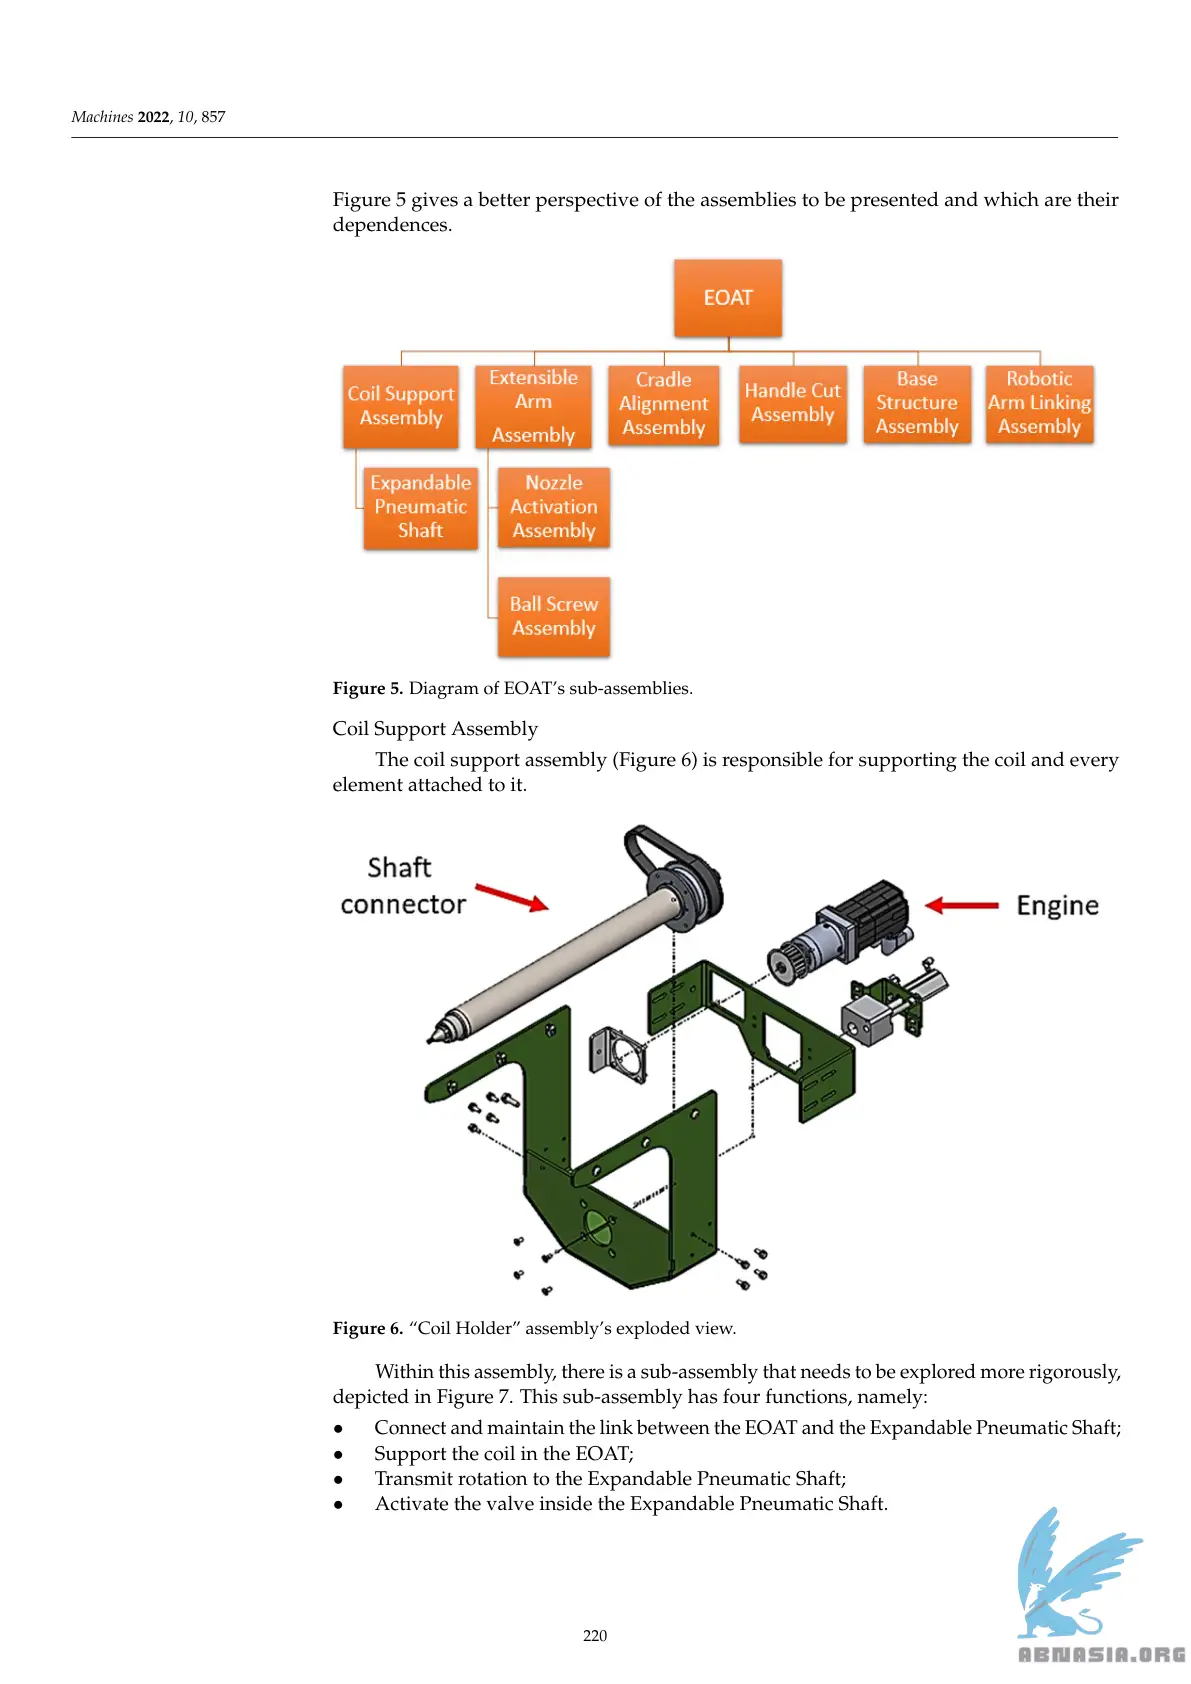 Machines 2022, 10, 857
Figure 5 gives a better perspective of the assemblies to be presented and which are their
dependences.
EOAT
Coil Support
Assembly
Extensible
Arm
Assembly
Cradle
Alignment
Assembly
Handle Cut
Assembly
Base
Structure
Assembly
Robotic
Arm Linking
Assembly
Expandable
Pneumatic
Shaft
Nozzle
Activation
Assembly
Ball Screw
Assembly
Figure 5. Diagram of EOAT’s sub-assemblies.
Coil Support Assembly
The coil support assembly (Figure 6) is responsible for supporting the coil and every
element attached to it.
Shaft
connector
Engine
Figure 6. “Coil Holder” assembly’s exploded view.
Within this assembly, there is a sub-assembly that needs to be explored more rigorously,
depicted in Figure 7. This sub-assembly has four functions, namely:
● Connect and maintain the link between the EOAT and the Expandable Pneumatic Shaft;
● Support the coil in the EOAT;
● Transmit rotation to the Expandable Pneumatic Shaft;
● Activate the valve inside the Expandable Pneumatic Shaft.
220
ABNASIA.ORG